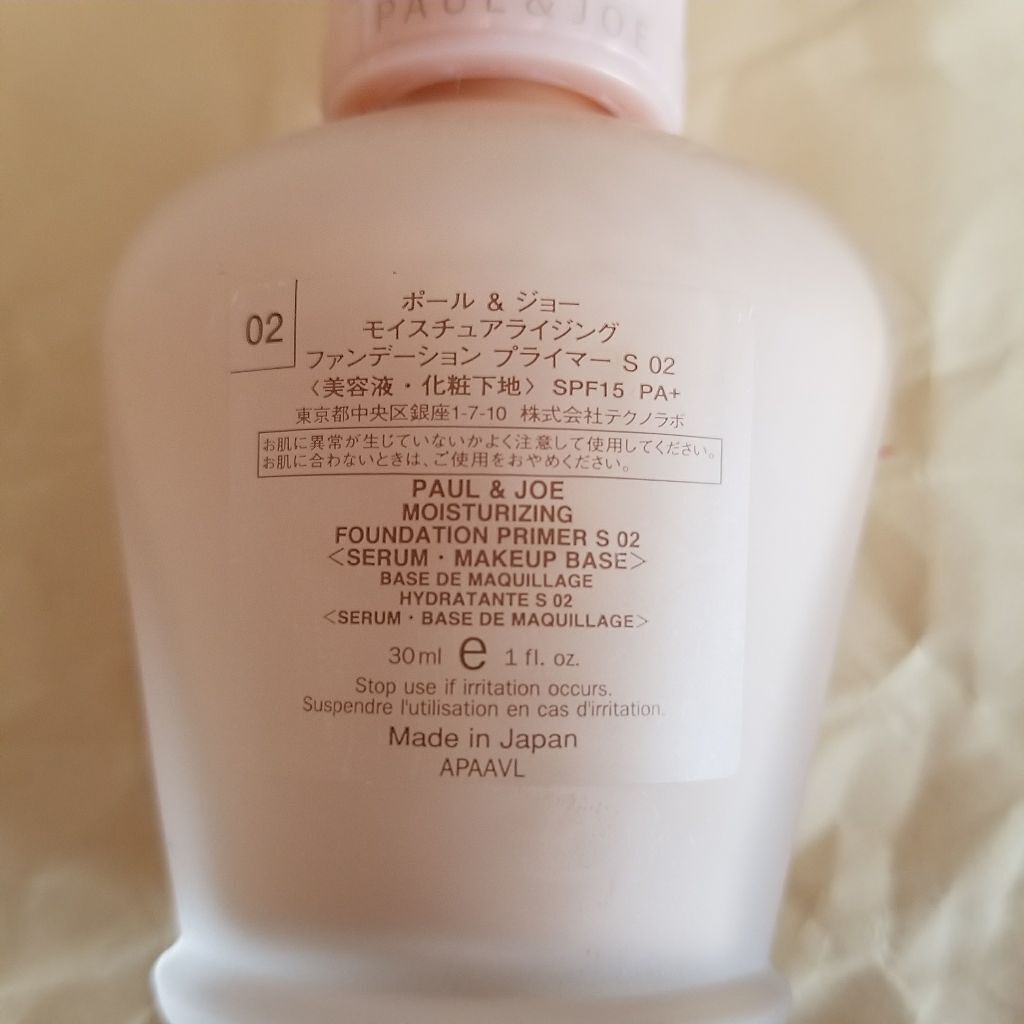 PAUL & JOE
02
ポール & ジョー
モイスチュアライジング
ファンデーション プライマー S 02
〈美容液・化粧下地〉 SPF15 PA+
東京都中央区銀座1-7-10 株式会社テクノラボ
お肌に異常が生じていないかよく注意して使用してください。
お肌に合わないときは、ご使用をおやめください。
PAUL & JOE
MOISTURIZING
FOUNDATION PRIMER S 02
<SERUM・MAKEUP BASE>
BASE DE MAQUILLAGE
HYDRATANTE S 02
<SERUM・BASE DE MAQUILLAGE>
30ml e 1 fl. oz.
Stop use if irritation occurs.
Suspendre l'utilisation en cas d'irritation.
Made in Japan
APAAVL